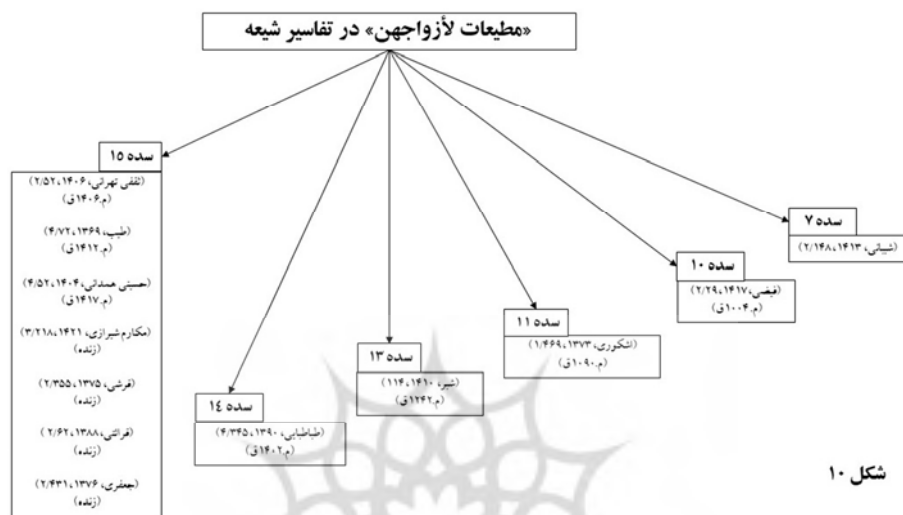 «مطیعات لأزواجهن» در تفاسیر شیعه
سده ۷
(شیبانی، ۱۴۱۳، ۲/۱۴۸)
سده ۱۰
(فیضی، ۱۴۱۷، ۲/۲۹)
(م.۱۰۰۴ق)
سده ۱۱
(اشکوری، ۱۳۷۳، ۱/۴۶۹)
(م.۱۰۹۰ق)
سده ۱۳
(شبر، ۱۴۱۰، ۱۱۴)
(م.۱۲۴۲ق)
سده ۱۴
(طباطبایی، ۱۳۹۰، ۴/۳۴۵)
(م.۱۴۰۲ق)
سده ۱۵
(ثقفی تهرانی، ۱۴۰۶، ۲/۵۲)
(م.۱۴۰۶ق)
(طیب، ۱۳۶۹، ۴/۷۲)
(م.۱۴۱۲ق)
(حسینی همدانی، ۱۴۰۴، ۴/۵۲)
(م.۱۴۱۷ق)
(مکارم شیرازی، ۱۴۲۱، ۳/۲۱۸)
(زنده)
(قرشی، ۱۳۷۵، ۲/۳۵۵)
(زنده)
(قرائتی، ۱۳۸۸، ۲/۶۲)
(زنده)
(جعفری، ۱۳۷۶، ۲/۴۳۱)
(زنده)
شکل ۱۰